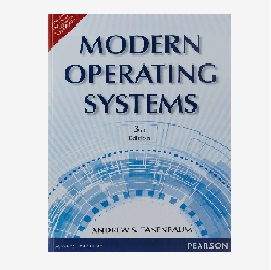 MODERN
OPERATING
SYSTEMS
3rd
Edition
ANDREW S. TANENBAUM
PEARSON